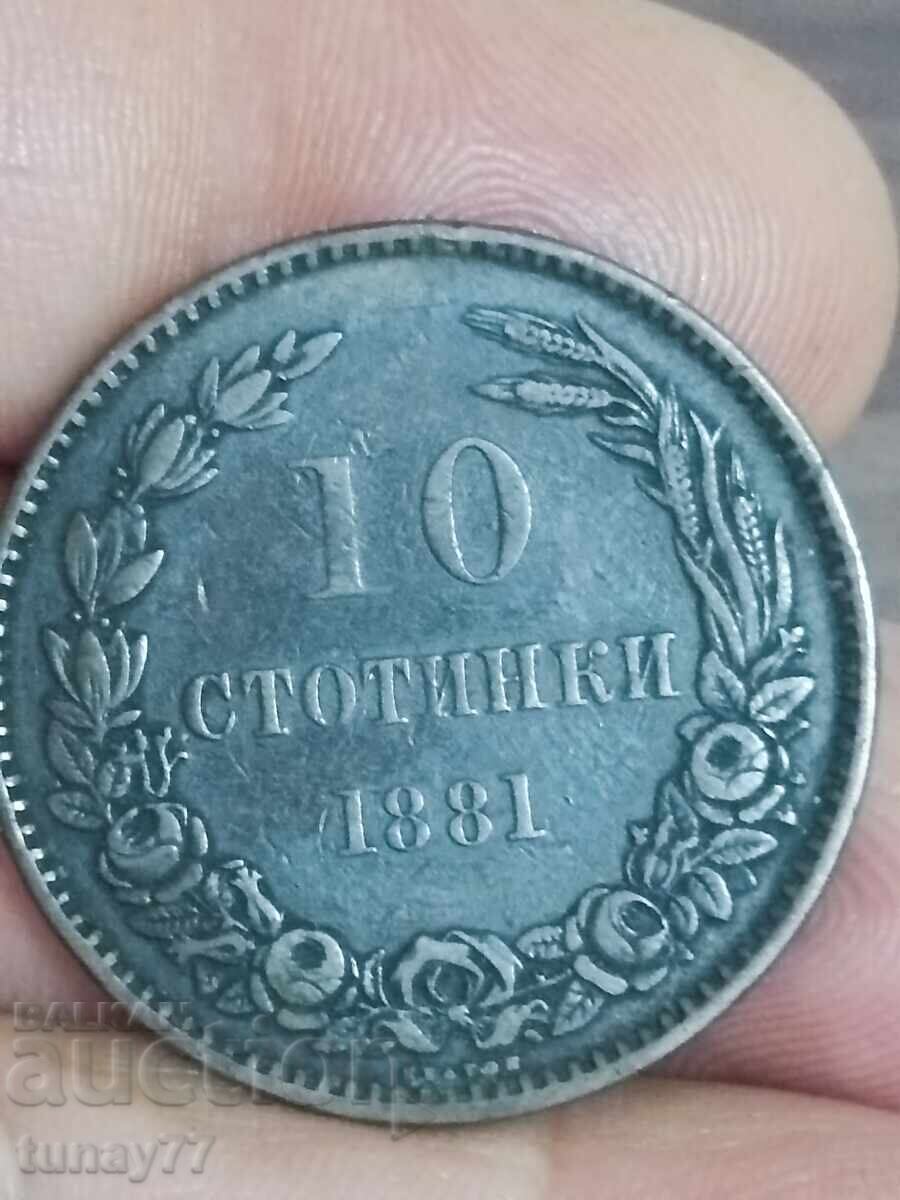 10
СТОТИНКИ
1881
BALKAN
auction
tunay77